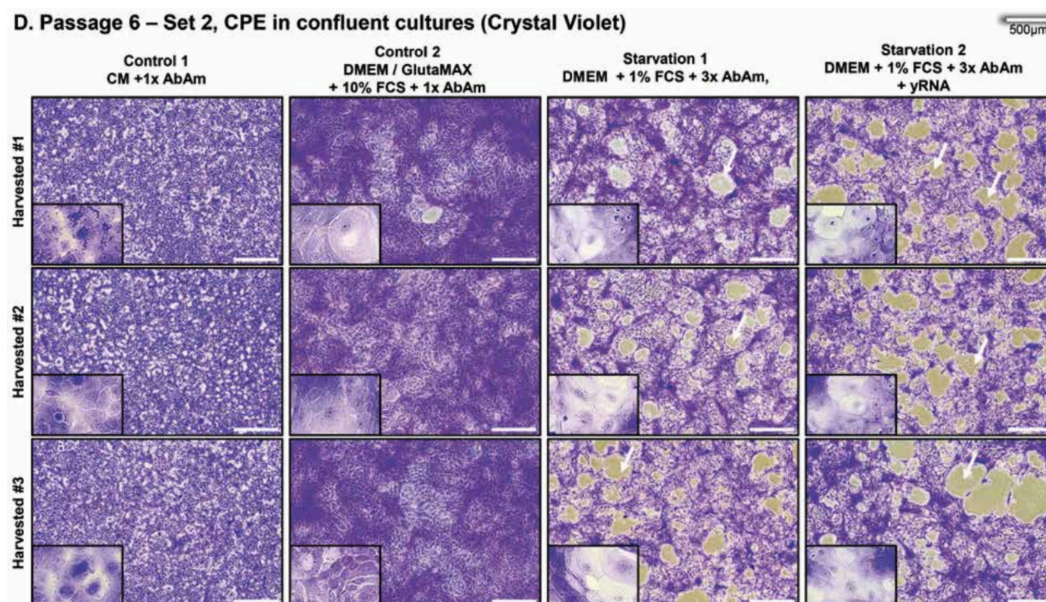 D. Passage 6 – Set 2, CPE in confluent cultures (Crystal Violet)
500µm
Control 1
CM +1x AbAm
Control 2
DMEM / GlutaMAX
+ 10% FCS + 1x AbAm
Starvation 1
DMEM + 1% FCS + 3x AbAm,
Starvation 2
DMEM + 1% FCS + 3x AbAm
+ yRNA
Harvested #1
Harvested #2
Harvested #3